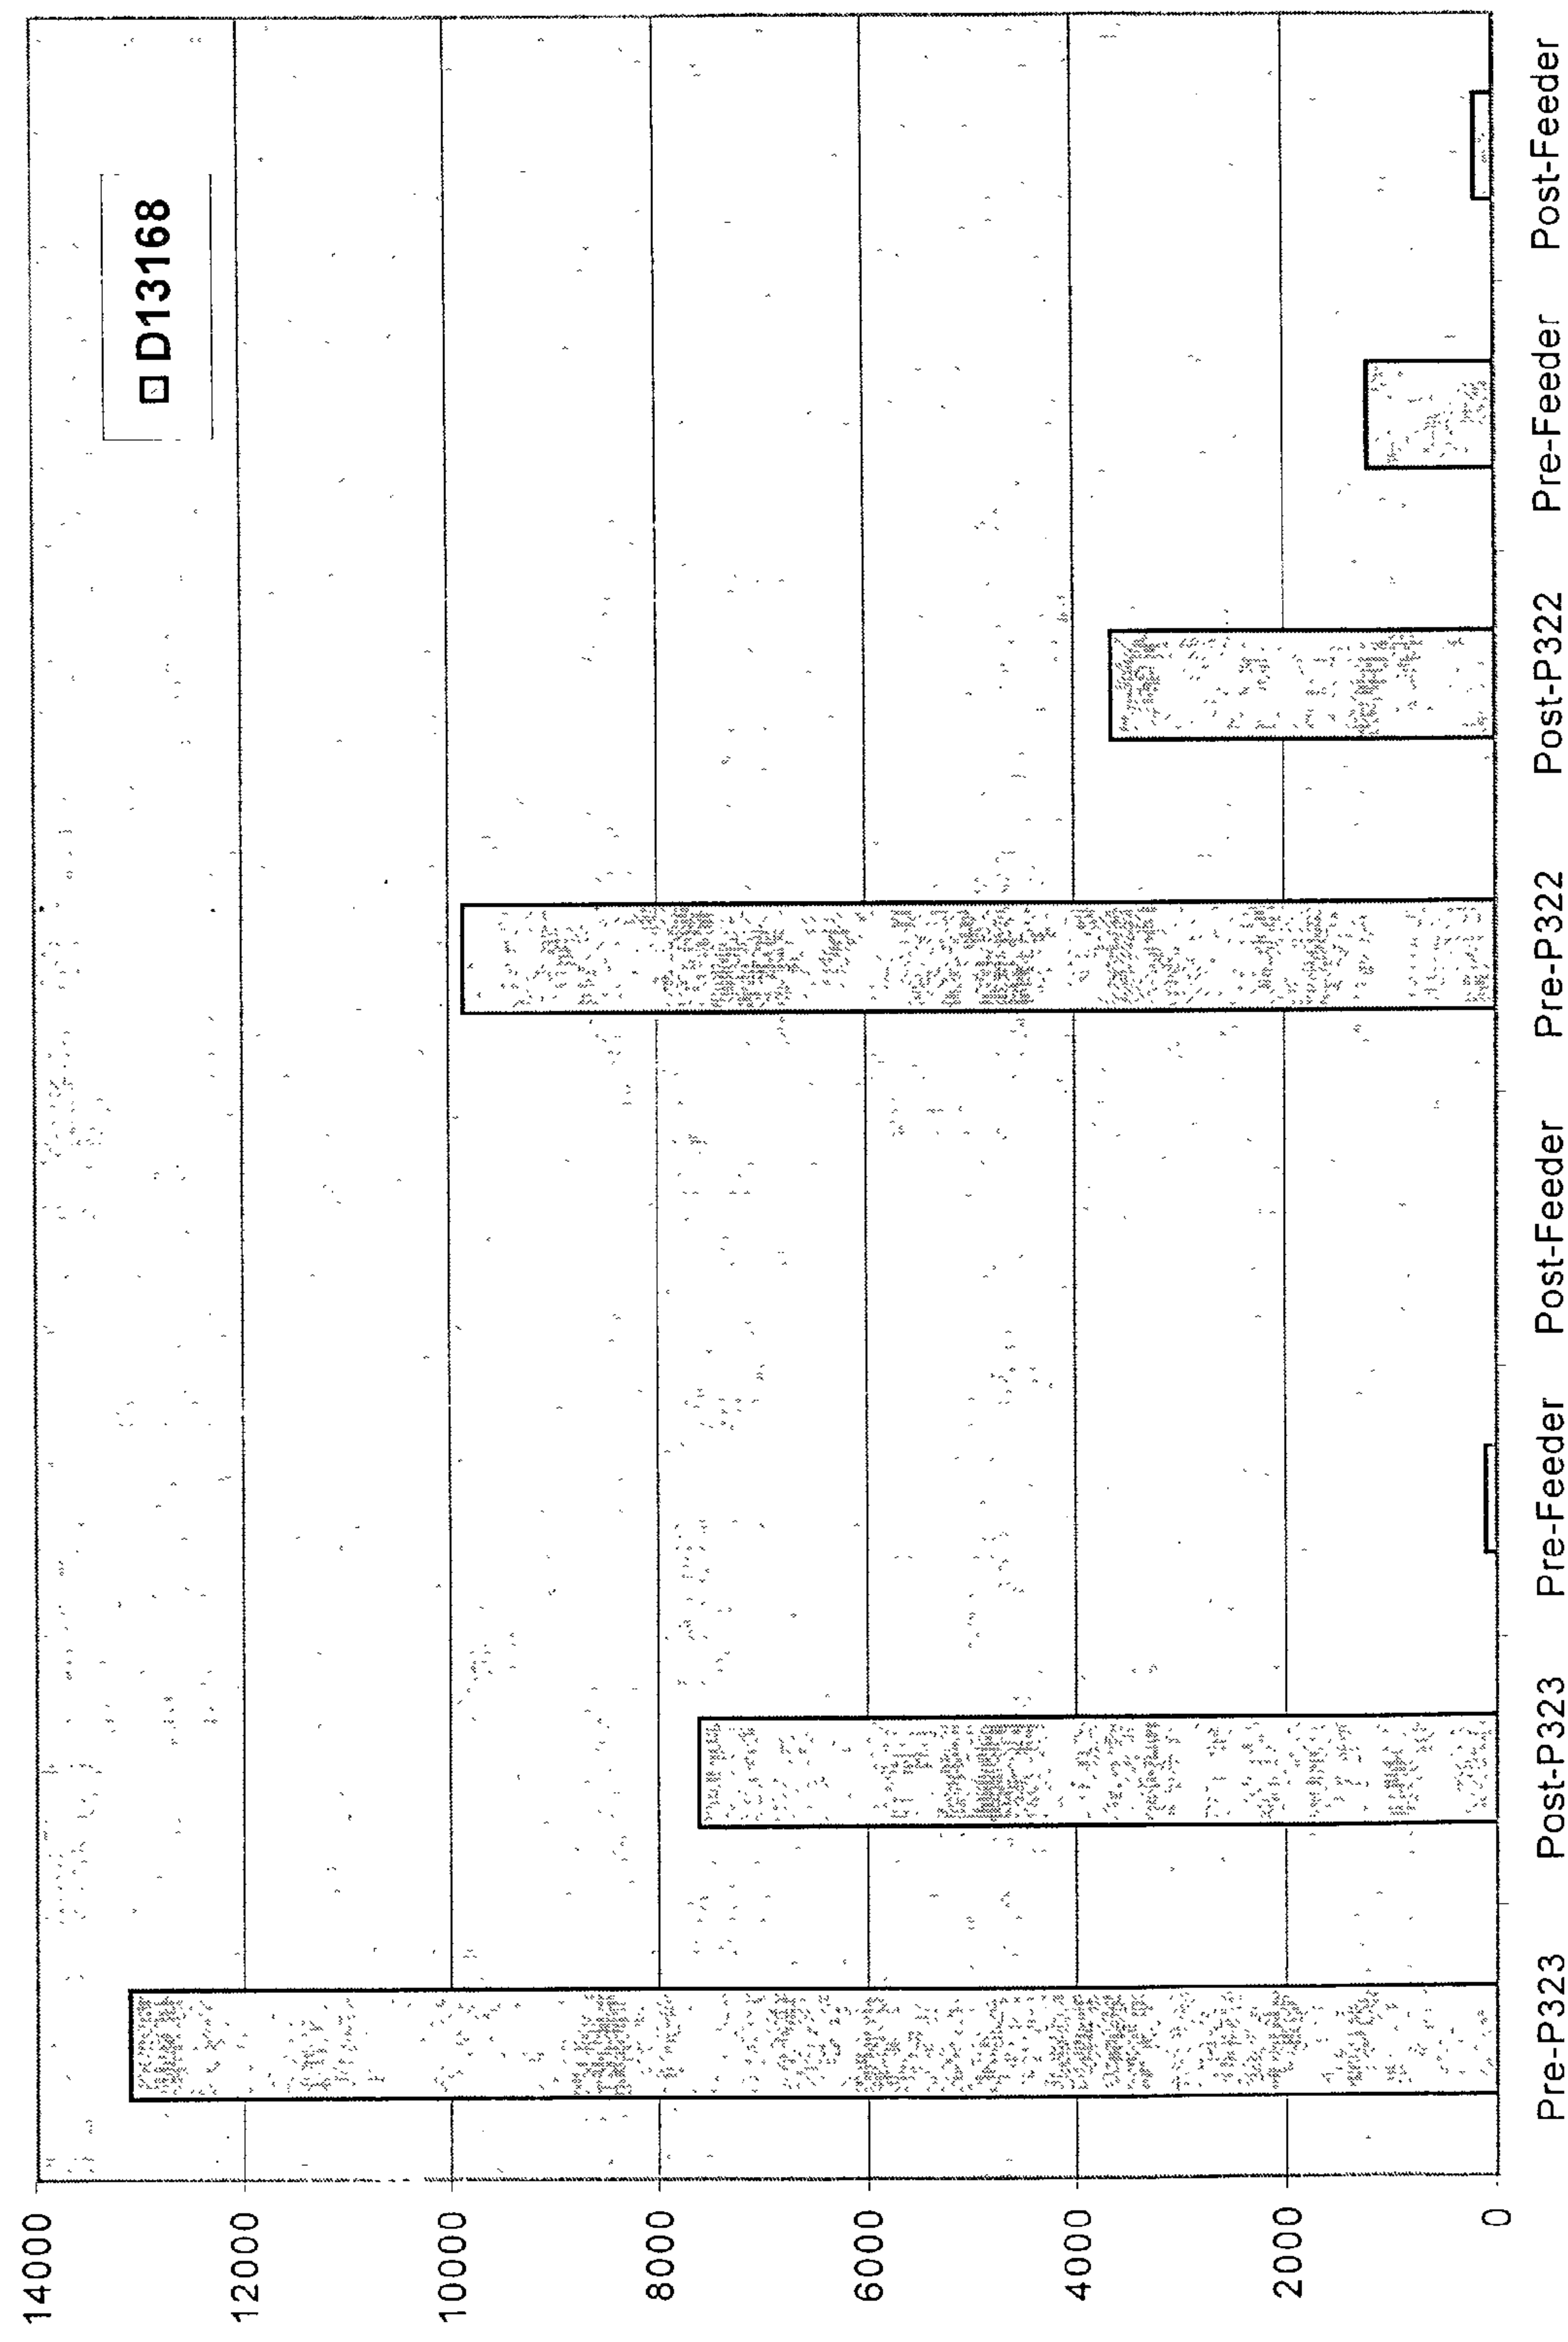 D13168
14000
12000
10000
8000
6000
4000
2000
0
Pre-P323
Post-P323
Pre-Feeder
Post-Feeder
Pre-P322
Post-P322
Pre-Feeder
Post-Feeder